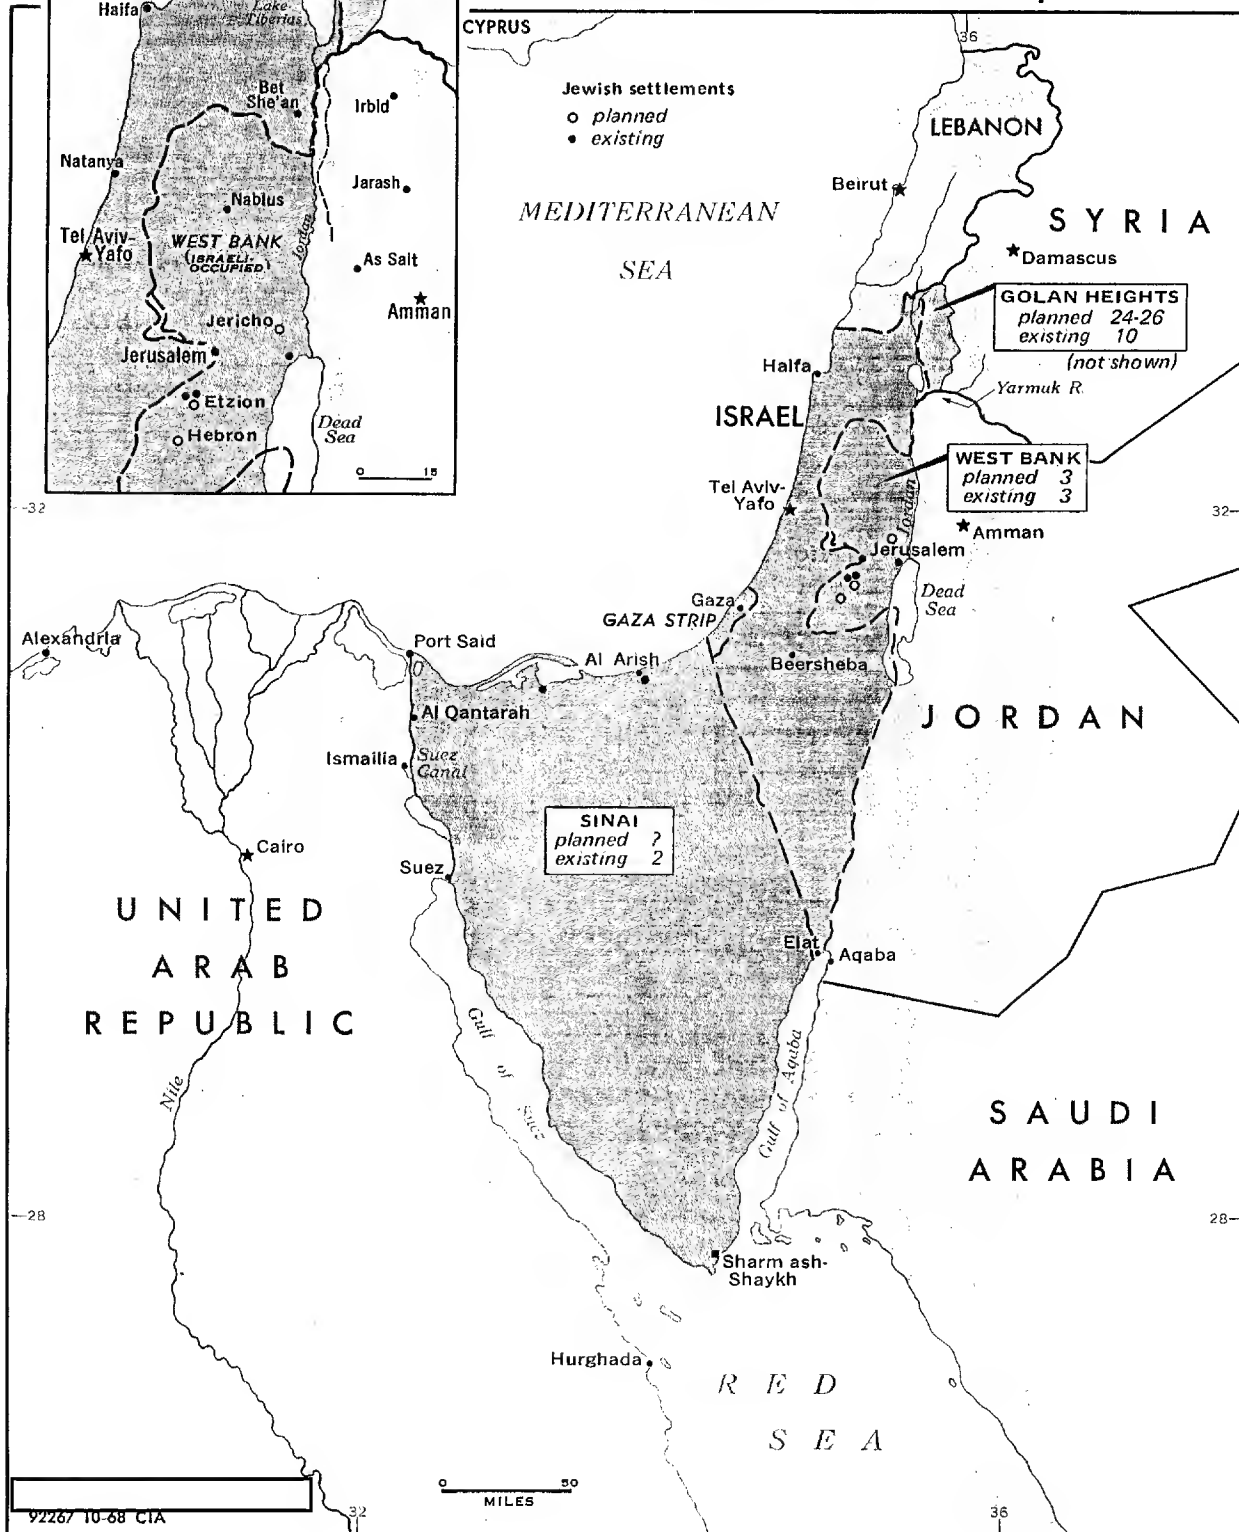 Haifa
Lake
Tiberias
Bet
She'an
Irbid
Natanya
Jarash
Nablus
Tel Aviv-
Yafo
WEST BANK
(ISRAELI-
OCCUPIED)
Jordan
As Salt
Amman
Jericho
Jerusalem
Etzion
Hebron
Dead
Sea
0 15
CYPRUS
36
Jewish settlements
planned
existing
LEBANON
Beirut
MEDITERRANEAN
SEA
SYRIA
Damascus
GOLAN HEIGHTS
planned 24-26
existing 10
(not shown)
Haifa
Yarmuk R.
ISRAEL
WEST BANK
planned 3
existing 3
Tel Aviv-
Yafo
Jordan
-32
32-
Amman
Jerusalem
Dead
Sea
Gaza
GAZA STRIP
Alexandria
Port Said
Al Arish
Beersheba
Al Qantarah
JORDAN
Ismailia
Suez
Canal
SINAI
planned ?
existing 2
Cairo
Suez
UNITED
ARAB
REPUBLIC
Elat
Aqaba
Gulf of Suez
Gulf of Aqaba
Nile
SAUDI
ARABIA
-28
28-
Sharm ash-
Shaykh
Hurghada
RED
SEA
0 50
MILES
92267 10-68 CIA
32
36